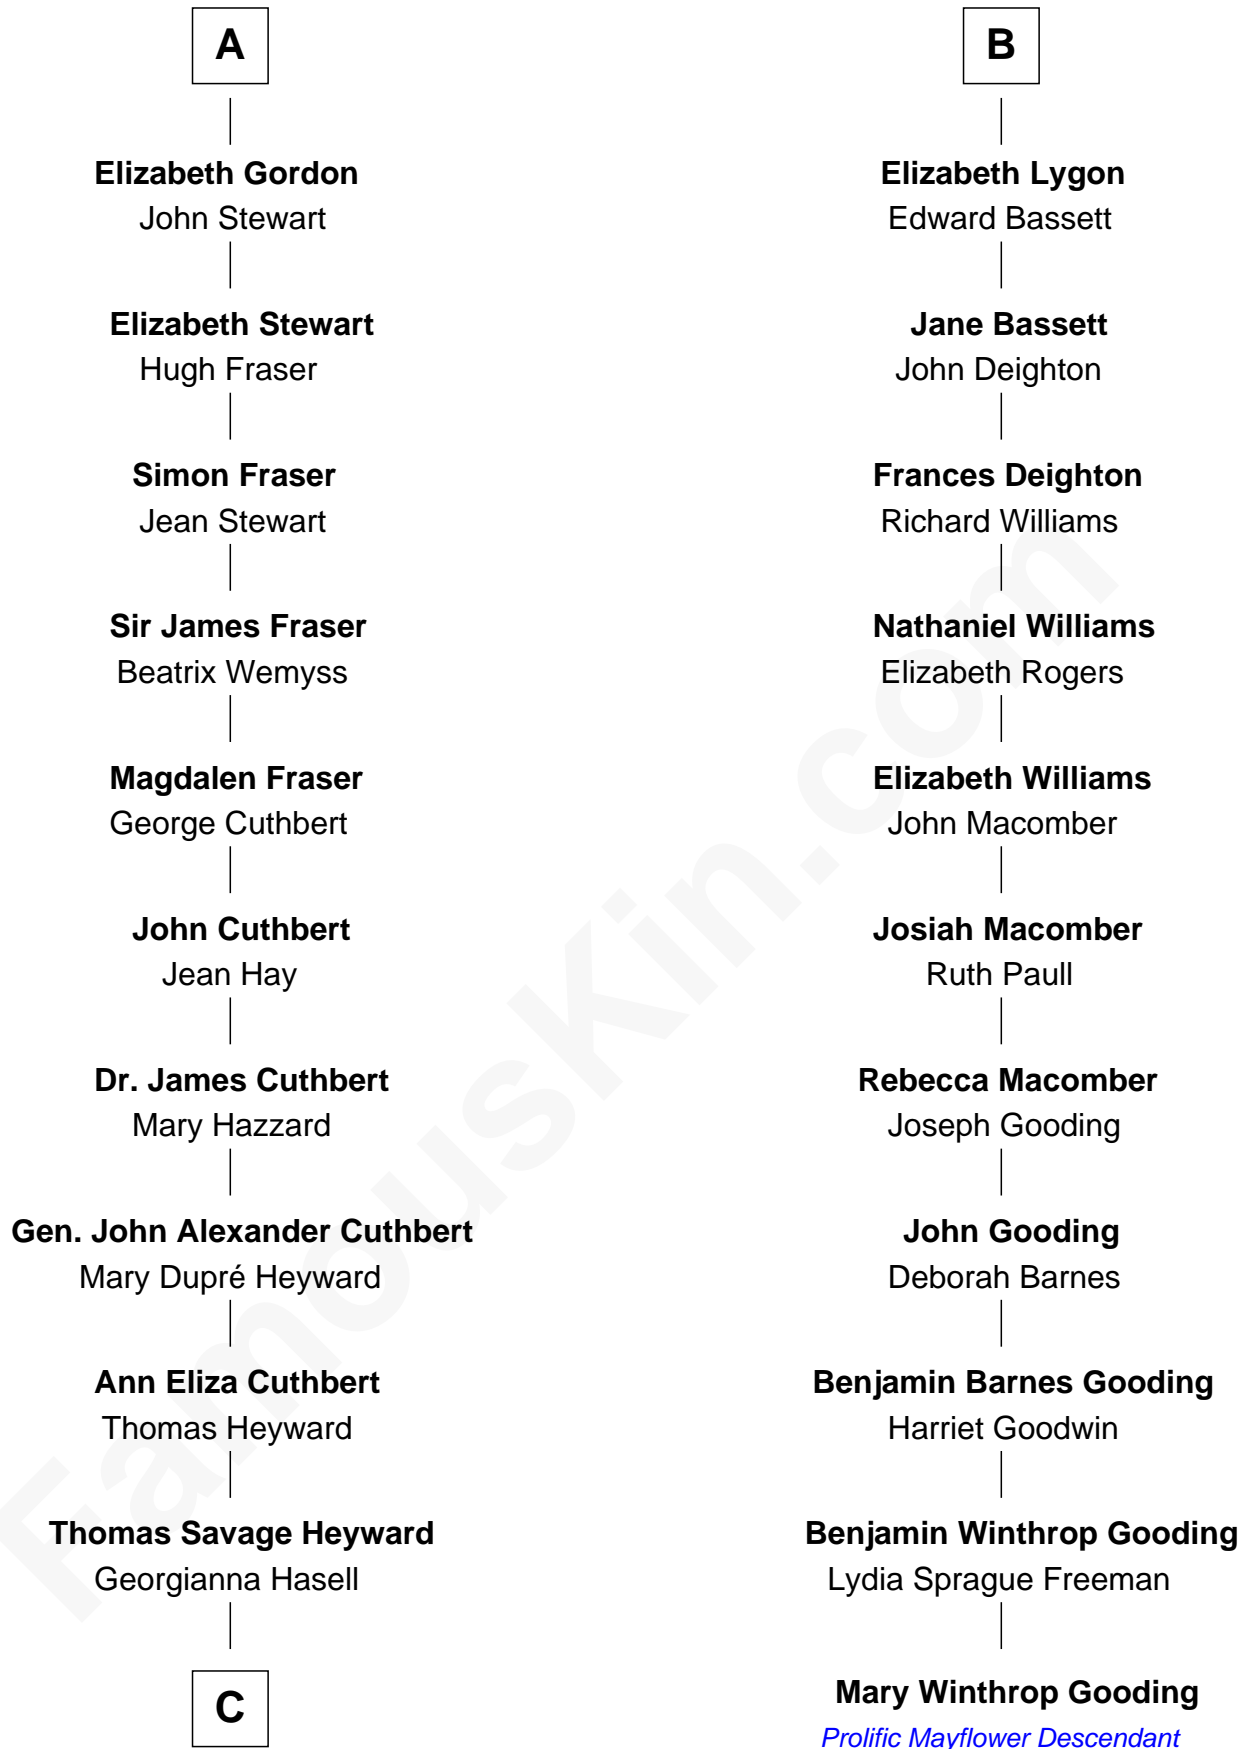 A
Elizabeth Gordon
John Stewart
Elizabeth Stewart
Hugh Fraser
Simon Fraser
Jean Stewart
Sir James Fraser
Beatrix Wemyss
Magdalen Fraser
George Cuthbert
John Cuthbert
Jean Hay
Dr. James Cuthbert
Mary Hazzard
Gen. John Alexander Cuthbert
Mary Dupré Heyward
Ann Eliza Cuthbert
Thomas Heyward
Thomas Savage Heyward
Georgianna Hasell
C
B
Elizabeth Lygon
Edward Bassett
Jane Bassett
John Deighton
Frances Deighton
Richard Williams
Nathaniel Williams
Elizabeth Rogers
Elizabeth Williams
John Macomber
Josiah Macomber
Ruth Paull
Rebecca Macomber
Joseph Gooding
John Gooding
Deborah Barnes
Benjamin Barnes Gooding
Harriet Goodwin
Benjamin Winthrop Gooding
Lydia Sprague Freeman
Mary Winthrop Gooding
Prolific Mayflower Descendant
FamousKin.com